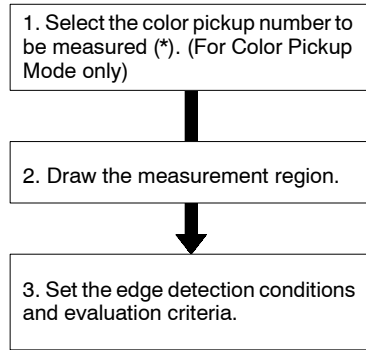 1. Select the color pickup number to
be measured (*). (For Color Pickup
Mode only)
2. Draw the measurement region.
3. Set the edge detection conditions
and evaluation criteria.